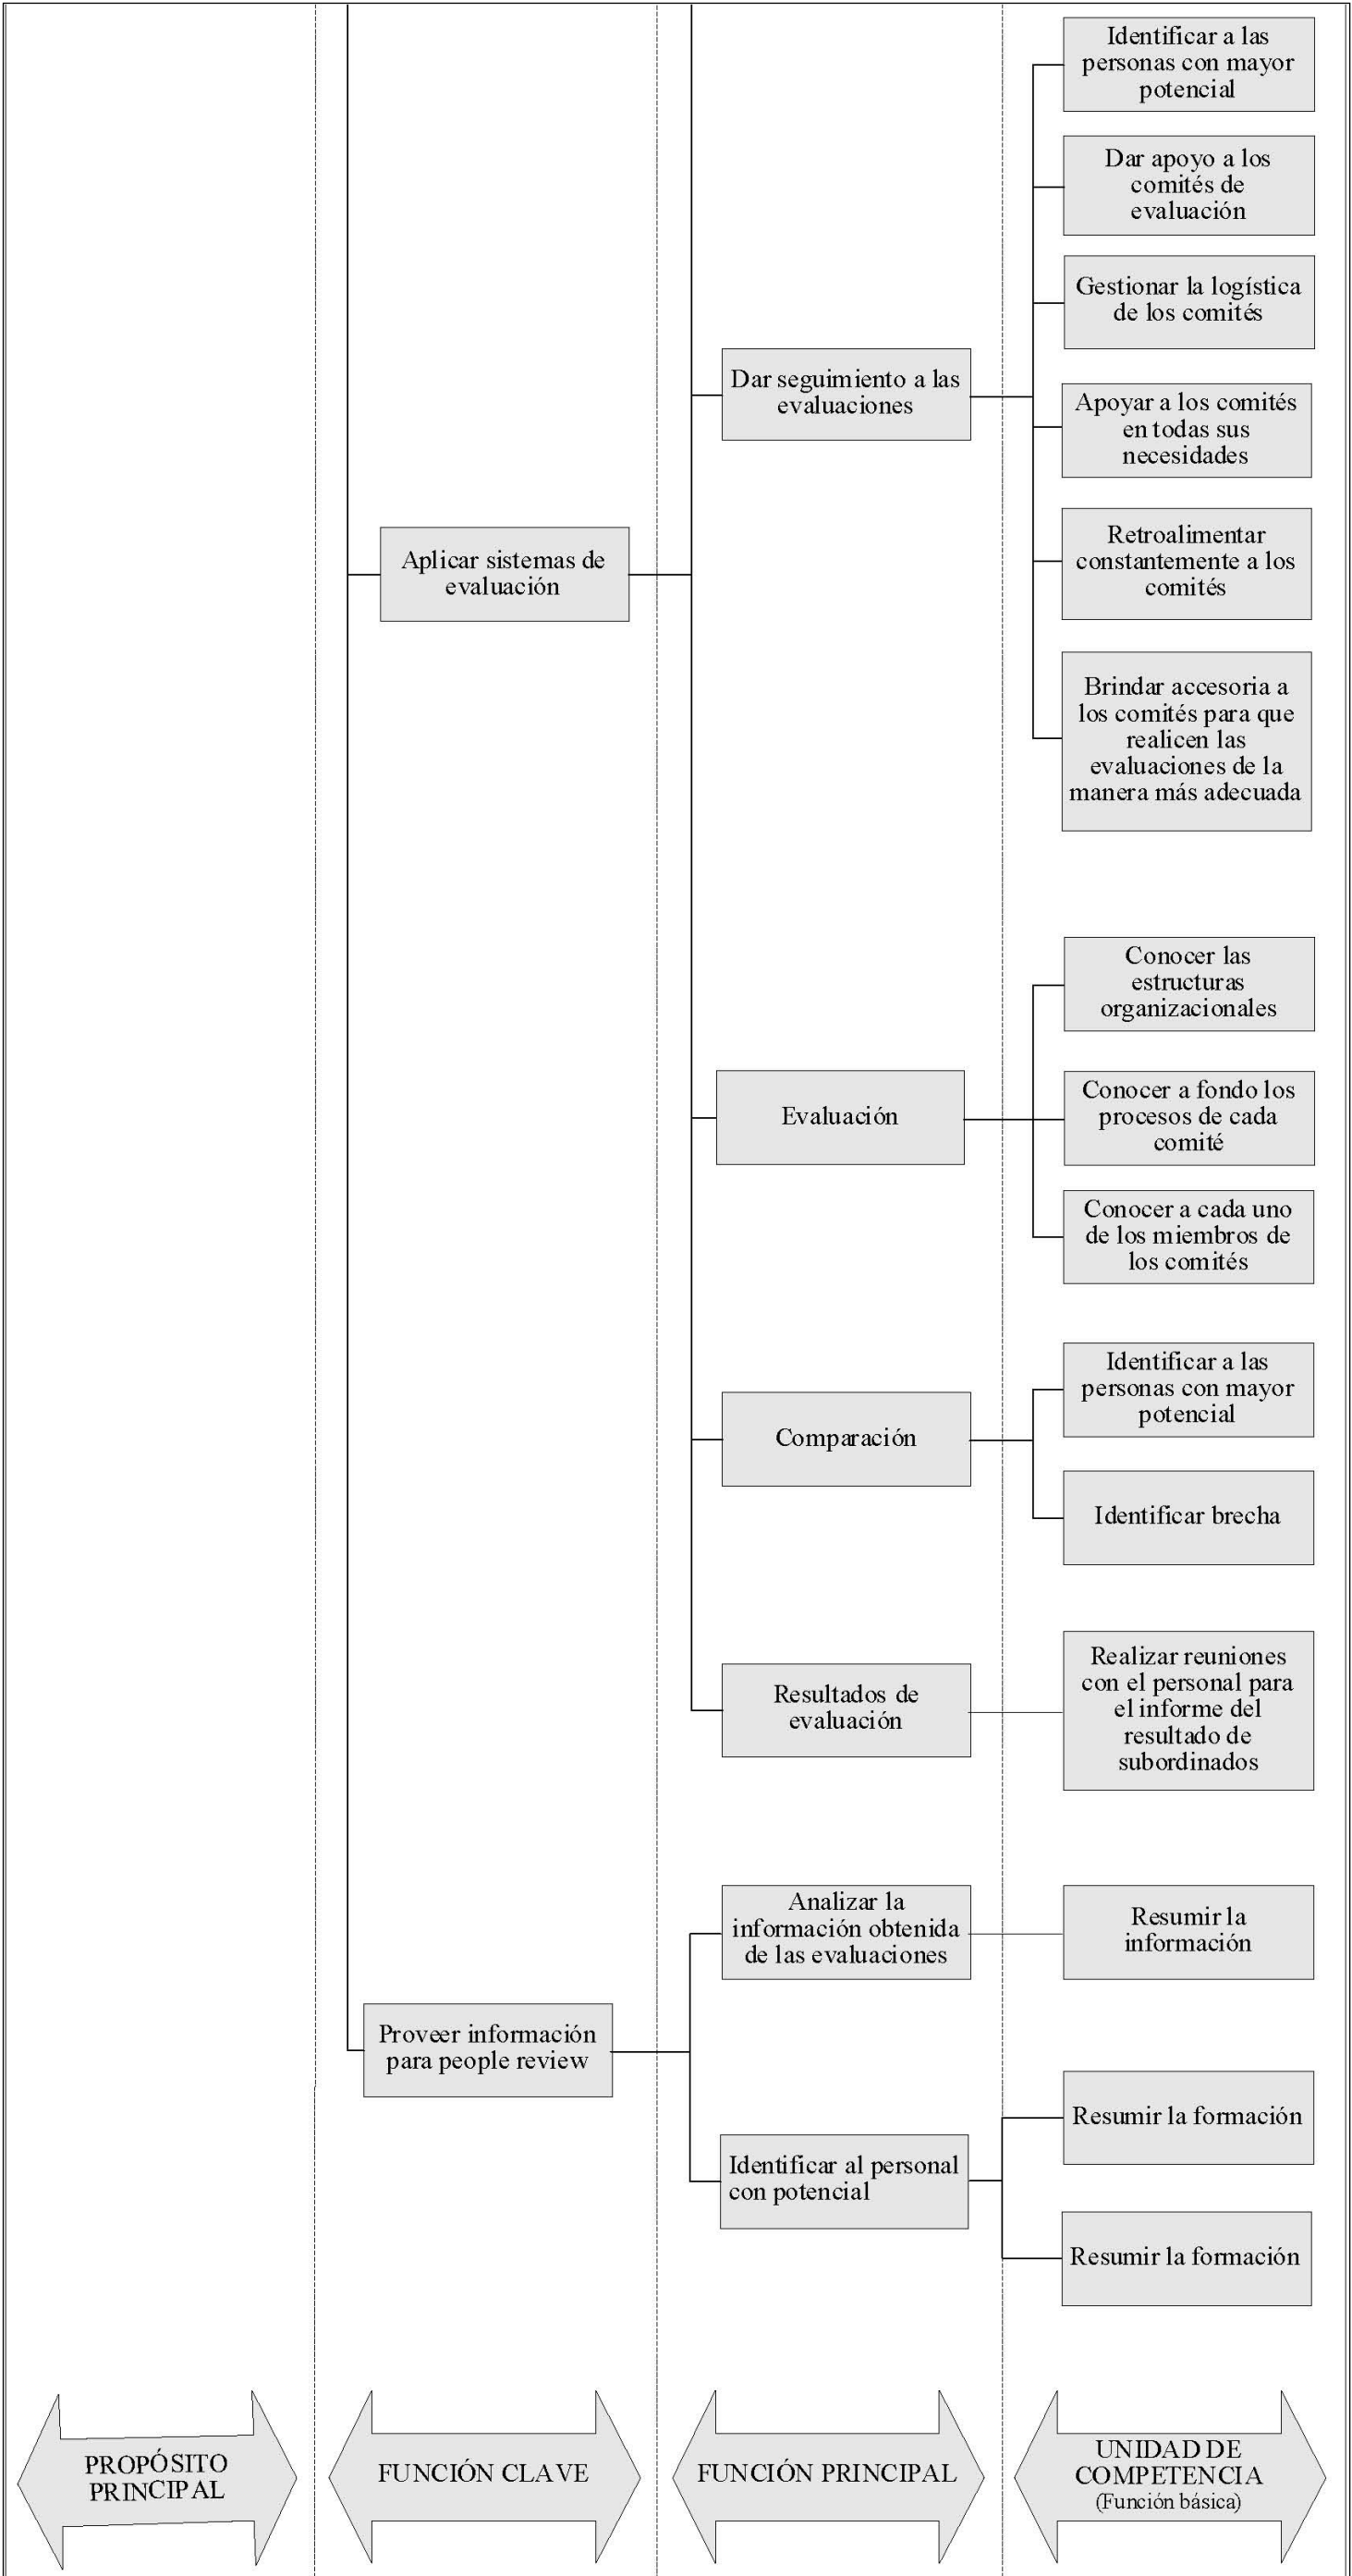 Identificar a las
personas con mayor
potencial
Dar apoyo a los
comités de
evaluación
Gestionar la logística
de los comités
Dar seguimiento a las
evaluaciones
Apoyar a los comités
en todas sus
necesidades
Retroalimentar
constantemente a los
comités
Aplicar sistemas de
evaluación
Brindar accesoria a
los comités para que
realicen las
evaluaciones de la
manera más adecuada
Conocer las
estructuras
organizacionales
Evaluación
Conocer a fondo los
procesos de cada
comité
Conocer a cada uno
de los miembros de
los comités
Identificar a las
personas con mayor
potencial
Comparación
Identificar brecha
Resultados de
evaluación
Realizar reuniones
con el personal para
el informe del
resultado de
subordinados
Analizar la
información obtenida
de las evaluaciones
Resumir la
información
Proveer información
para people review
Resumir la formación
Identificar al personal
con potencial
Resumir la formación
PROPÓSITO
PRINCIPAL
FUNCIÓN CLAVE
FUNCIÓN PRINCIPAL
UNIDAD DE
COMPETENCIA
(Función básica)